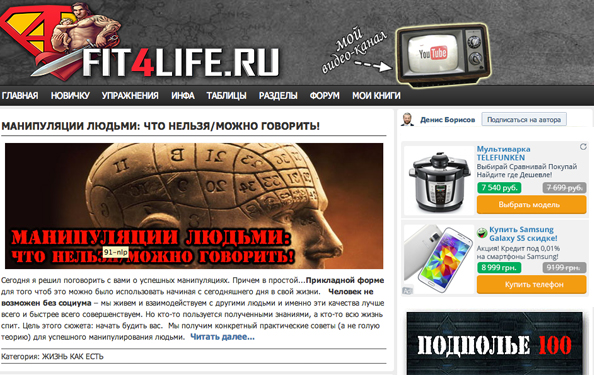 FIT4LIFE.RU
мой
видео-канал
YouTube
ГЛАВНАЯ НОВИЧКУ УПРАЖНЕНИЯ ИНФА ТАБЛИЦЫ РАЗДЕЛЫ ФОРУМ МОИ КНИГИ
МАНИПУЛЯЦИИ ЛЮДЬМИ: ЧТО НЕЛЬЗЯ/МОЖНО ГОВОРИТЬ!
МАНИПУЛЯЦИИ ЛЮДЬМИ:
ЧТО НЕЛЬЗЯ/МОЖНО ГОВОРИТЬ!
91-nlp
Сегодня я решил поговорить с вами о успешных манипуляциях. Причем в простой...Прикладной форме
для того чтоб это можно было использовать начиная с сегодняшнего дня в свой жизни. Человек не
возможен без социума – мы живем и взаимодействуем с другими людьми и именно эти качества лучше
всего и быстрее всего совершенствуем. Но кто-то пользуется полученными знаниями, а кто-то всю жизнь
спит. Цель этого сюжета: начать будить вас. Мы получим конкретный практические советы (а не голую
теорию) для успешного манипулирования людьми. Читать далее...
Категория: ЖИЗНЬ КАК ЕСТЬ
Денис Борисов Подписаться на автора
Мультиварка
TELEFUNKEN
Выбирай Сравнивай Покупай
Найдите где Дешевле!
7 540 руб. 7 699 руб.
Выбрать модель
Купить Samsung
Galaxy S5 скидке!
Акция! Кредит под 0,01%
на смартфоны Samsung!
8 999 грн. 9199 грн.
Купить телефон
ПОДПОЛЬЕ 100